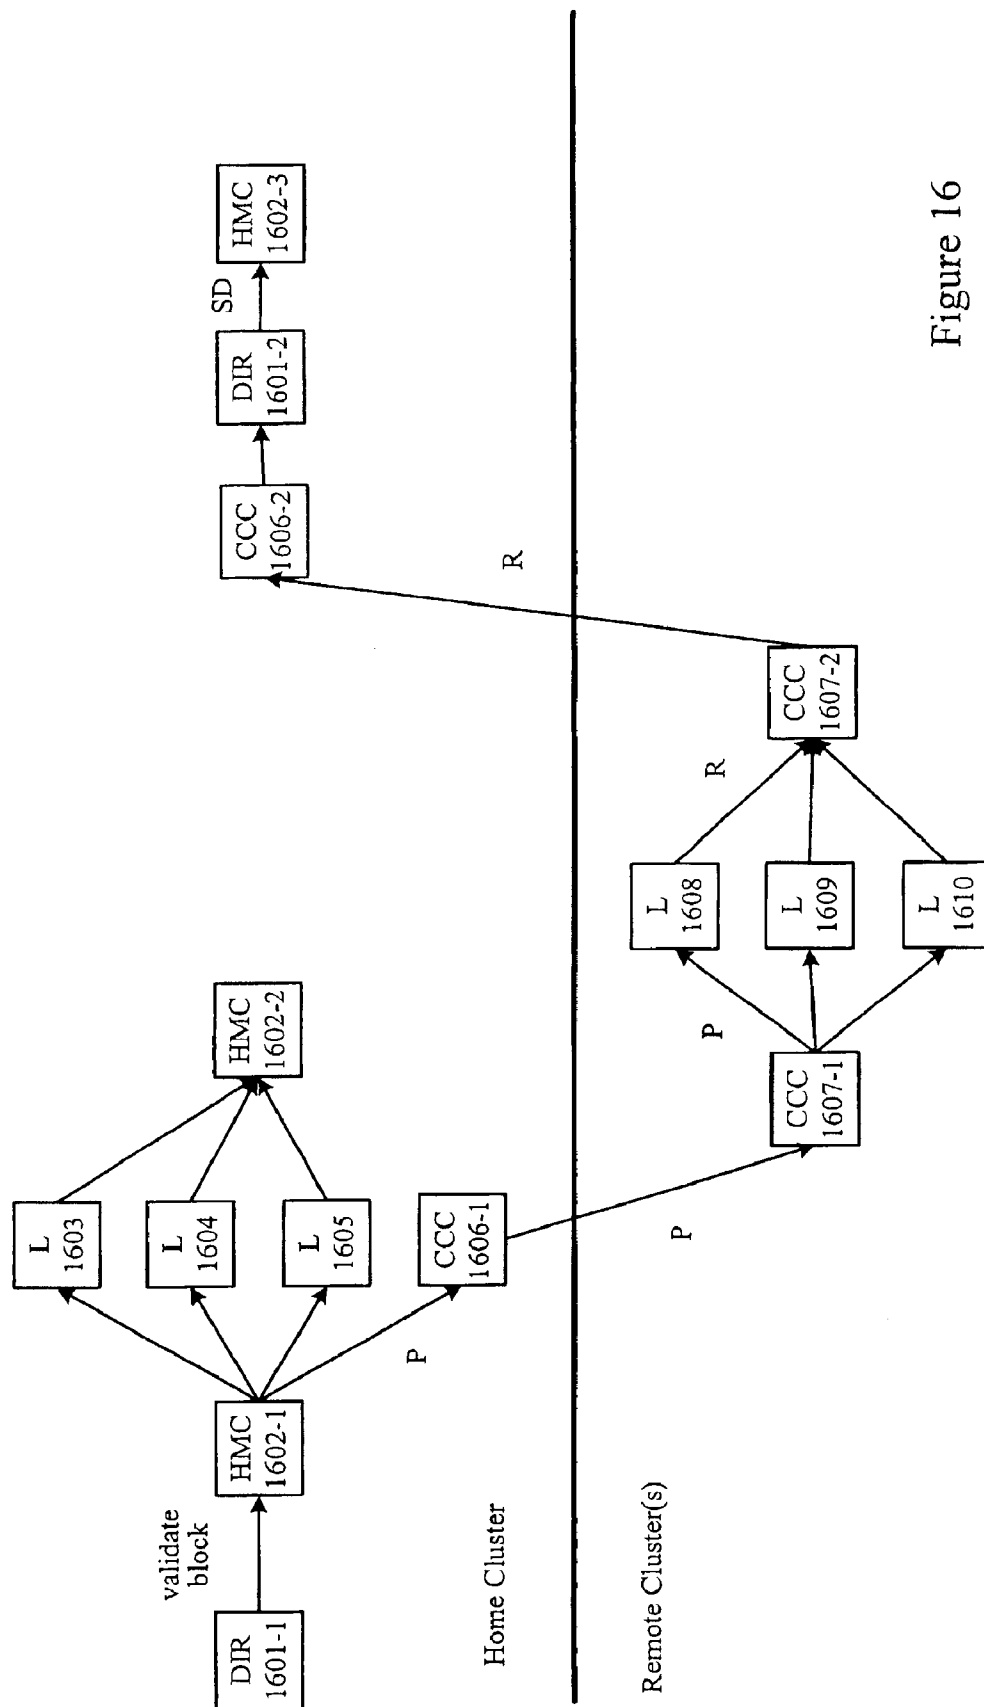 DIR
1601-1
validate
block
HMC
1602-1
P
L
1603
L
1604
L
1605
CCC
1606-1
HMC
1602-2
CCC
1606-2
DIR
1601-2
SD
HMC
1602-3
Home Cluster
Remote Cluster(s)
P
CCC
1607-1
P
L
1608
L
1609
L
1610
R
CCC
1607-2
R
Figure 16